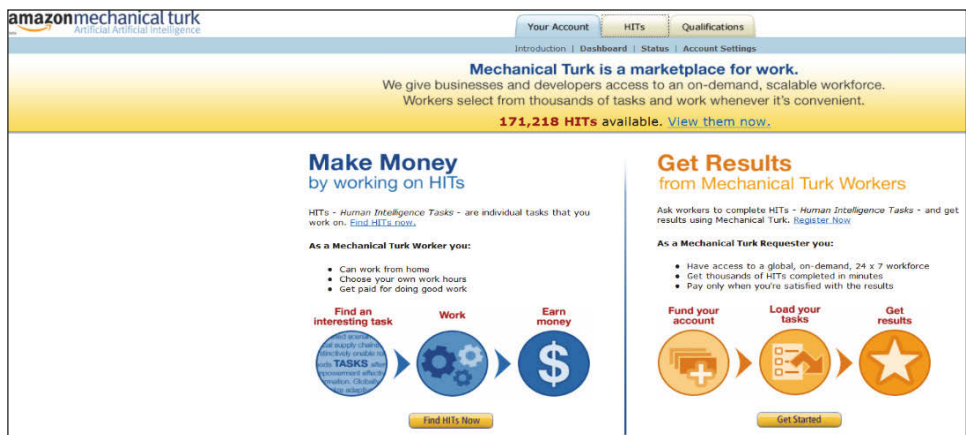 amazonmechanical turk
Artificial Artificial Intelligence
Your Account
HITs
Qualifications
Introduction | Dashboard | Status | Account Settings
Mechanical Turk is a marketplace for work.
We give businesses and developers access to an on-demand, scalable workforce.
Workers select from thousands of tasks and work whenever it's convenient.
171,218 HITs available. View them now.
Make Money
by working on HITs
HITs - Human Intelligence Tasks - are individual tasks that you
work on. Find HITs now.
As a Mechanical Turk Worker you:
• Can work from home
• Choose your own work hours
• Get paid for doing good work
Find an
interesting task
Work
Earn
money
TASKS
$
Find HITs Now
Get Results
from Mechanical Turk Workers
Ask workers to complete HITs - Human Intelligence Tasks - and get
results using Mechanical Turk. Register Now
As a Mechanical Turk Requester you:
• Have access to a global, on-demand, 24 x 7 workforce
• Get thousands of HITs completed in minutes
• Pay only when you're satisfied with the results
Fund your
account
Load your
tasks
Get
results
Get Started